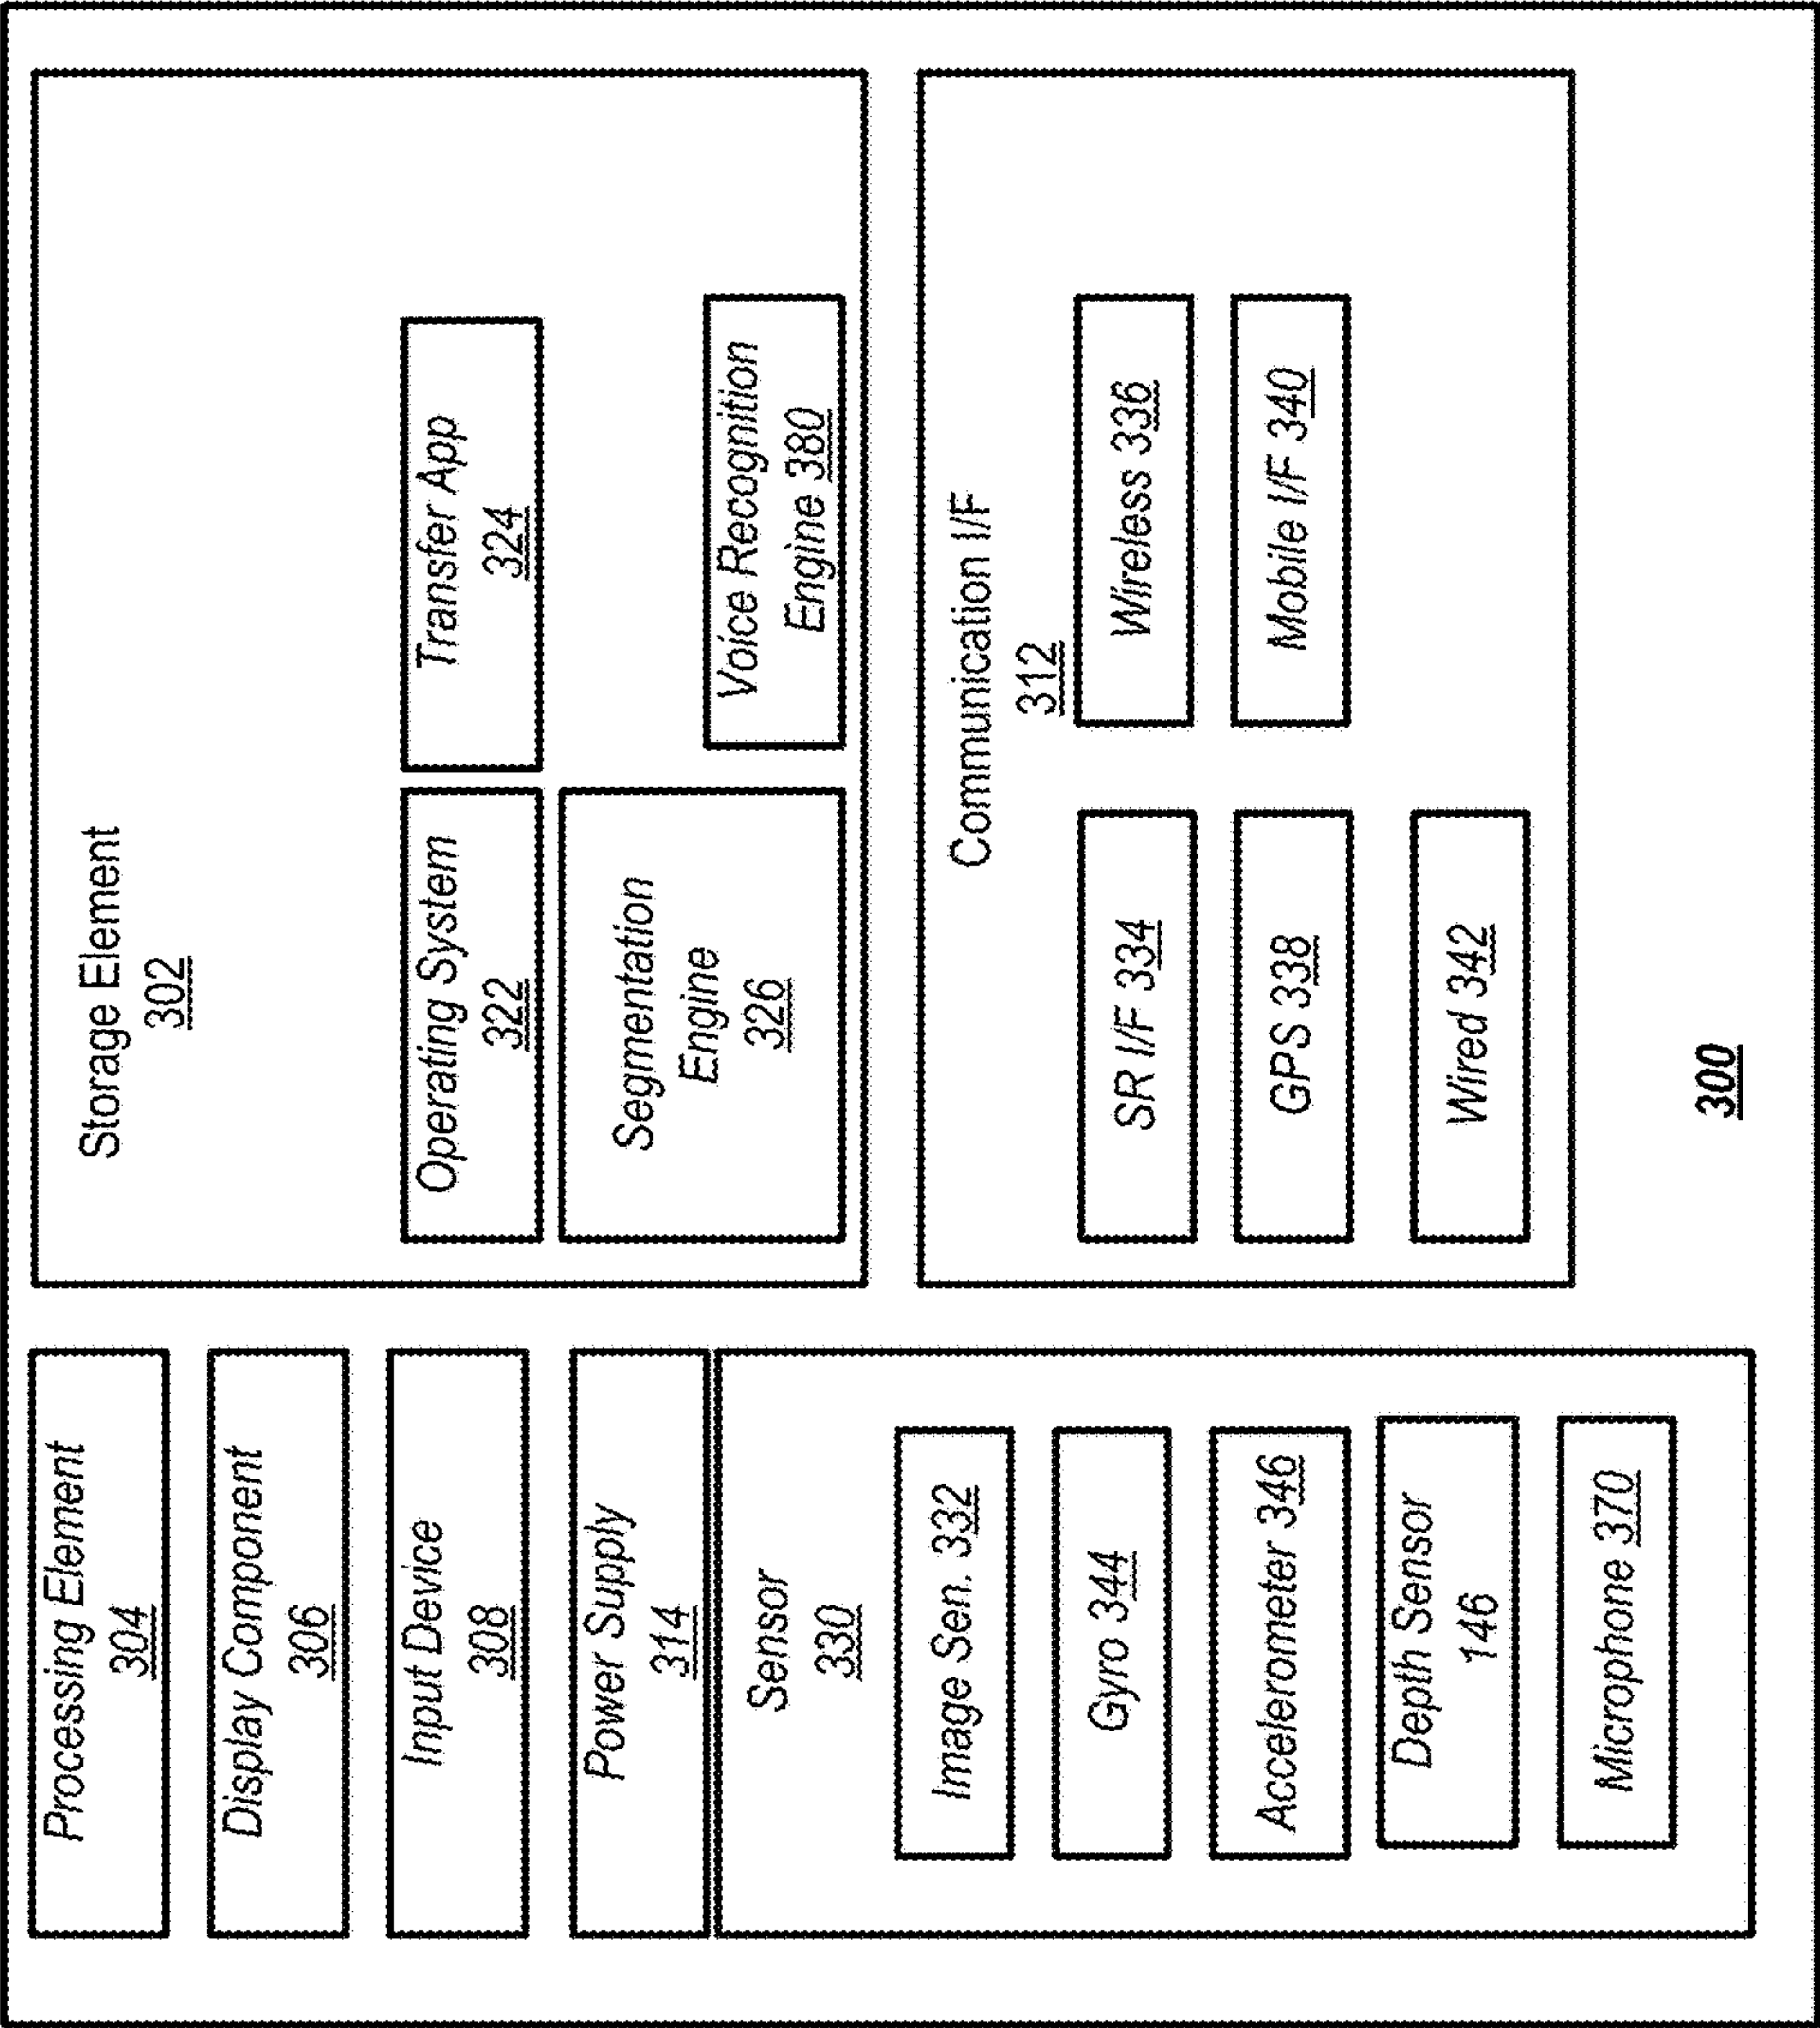 Processing Element
304
Display Component
306
Input Device
308
Power Supply
314
Sensor
330
Image Sen. 332
Gyro 344
Accelerometer 346
Depth Sensor
146
Microphone 370
Storage Element
302
Operating System
322
Transfer App
324
Segmentation
Engine
326
Voice Recognition
Engine 380
Communication I/F
312
SR I/F 334
Wireless 336
GPS 338
Mobile I/F 340
Wired 342
300